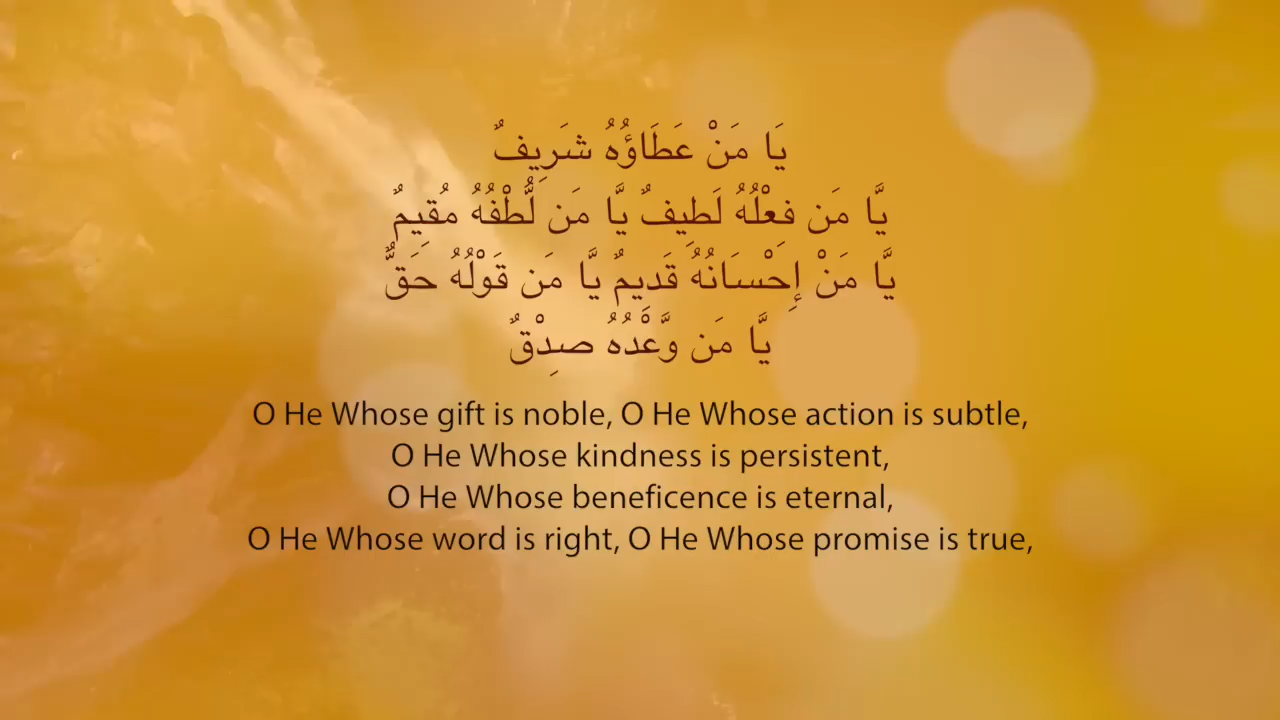 يَا مَنْ عَطَاؤُهُ شَرِيفٌ
يَّا مَن فِعْلُهُ لَطِيفٌ يَّا مَن لُّطْفُهُ مُقِيمٌ
يَّا مَنْ إِحْسَانُهُ قَدِيمٌ يَّا مَن قَوْلُهُ حَقٌّ
يَّا مَن وَّعْدُهُ صِدْقٌ
O He Whose gift is noble, O He Whose action is subtle,
O He Whose kindness is persistent,
O He Whose beneficence is eternal,
O He Whose word is right, O He Whose promise is true,